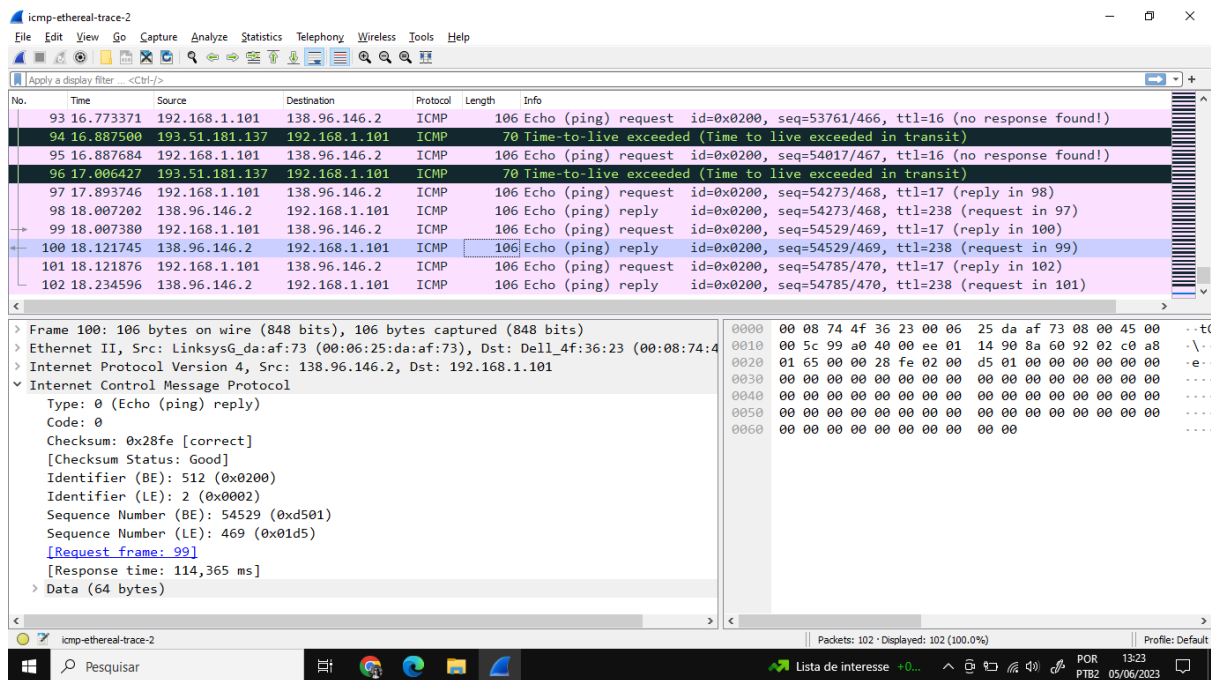 icmp-ethereal-trace-2
File Edit View Go Capture Analyze Statistics Telephony Wireless Tools Help
Apply a display filter ... <Ctrl-/>
No. Time Source Destination Protocol Length Info
93 16.773371 192.168.1.101 138.96.146.2 ICMP 106 Echo (ping) request id=0x0200, seq=53761/466, ttl=16 (no response found!)
94 16.887500 193.51.181.137 192.168.1.101 ICMP 70 Time-to-live exceeded (Time to live exceeded in transit)
95 16.887684 192.168.1.101 138.96.146.2 ICMP 106 Echo (ping) request id=0x0200, seq=54017/467, ttl=16 (no response found!)
96 17.006427 193.51.181.137 192.168.1.101 ICMP 70 Time-to-live exceeded (Time to live exceeded in transit)
97 17.893746 192.168.1.101 138.96.146.2 ICMP 106 Echo (ping) request id=0x0200, seq=54273/468, ttl=17 (reply in 98)
98 18.007202 138.96.146.2 192.168.1.101 ICMP 106 Echo (ping) reply id=0x0200, seq=54273/468, ttl=238 (request in 97)
99 18.007380 192.168.1.101 138.96.146.2 ICMP 106 Echo (ping) request id=0x0200, seq=54529/469, ttl=17 (reply in 100)
100 18.121745 138.96.146.2 192.168.1.101 ICMP 106 Echo (ping) reply id=0x0200, seq=54529/469, ttl=238 (request in 99)
101 18.121876 192.168.1.101 138.96.146.2 ICMP 106 Echo (ping) request id=0x0200, seq=54785/470, ttl=17 (reply in 102)
102 18.234596 138.96.146.2 192.168.1.101 ICMP 106 Echo (ping) reply id=0x0200, seq=54785/470, ttl=238 (request in 101)
Frame 100: 106 bytes on wire (848 bits), 106 bytes captured (848 bits)
Ethernet II, Src: LinksysG_da:af:73 (00:06:25:da:af:73), Dst: Dell_4f:36:23 (00:08:74:4
Internet Protocol Version 4, Src: 138.96.146.2, Dst: 192.168.1.101
Internet Control Message Protocol
Type: 0 (Echo (ping) reply)
Code: 0
Checksum: 0x28fe [correct]
[Checksum Status: Good]
Identifier (BE): 512 (0x0200)
Identifier (LE): 2 (0x0002)
Sequence Number (BE): 54529 (0xd501)
Sequence Number (LE): 469 (0x01d5)
[Request frame: 99]
[Response time: 114,365 ms]
Data (64 bytes)
0000 00 08 74 4f 36 23 00 06 25 da af 73 08 00 45 00 ··tO
0010 00 5c 99 a0 40 00 ee 01 14 90 8a 60 92 02 c0 a8 ·\··
0020 01 65 00 00 28 fe 02 00 d5 01 00 00 00 00 00 00 ·e··
0030 00 00 00 00 00 00 00 00 00 00 00 00 00 00 00 00 ····
0040 00 00 00 00 00 00 00 00 00 00 00 00 00 00 00 00 ····
0050 00 00 00 00 00 00 00 00 00 00 00 00 00 00 00 00 ····
0060 00 00 00 00 00 00 00 00 00 00 ····
icmp-ethereal-trace-2 Packets: 102 · Displayed: 102 (100.0%) Profile: Default
Pesquisar Lista de interesse +0... POR 13:23
PTB2 05/06/2023